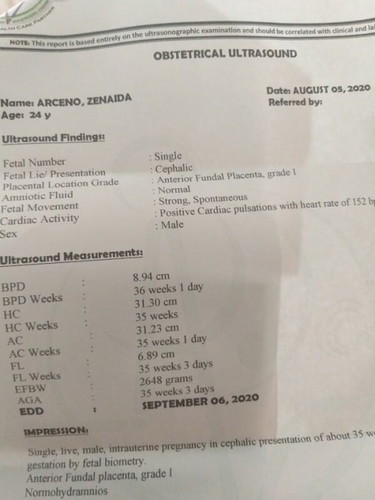 NOTE: This report is based entirely on the ultrasonographic examination and should be correlated with clinical and
OBSTETRICAL ULTRASOUND
Name: ARCENO, ZENAIDA
Date: AUGUST 05, 2020
Age: 24 y
Referred by:
Ultrasound Findings:
Fetal Number : Single
Fetal Lie/ Presentation : Cephalic
Placental Location Grade : Anterior Fundal Placenta, grade 1
Amniotic Fluid : Normal
Fetal Movement : Strong, Spontaneous
Cardiac Activity : Positive Cardiac pulsations with heart rate of 152 b
Sex : Male
Ultrasound Measurements:
BPD : 8.94 cm
BPD Weeks : 36 weeks 1 day
HC : 31.30 cm
HC Weeks : 35 weeks
AC : 31.23 cm
AC Weeks : 35 weeks 1 day
FL : 6.89 cm
FL Weeks : 35 weeks 3 days
EFBW : 2648 grams
AGA : 35 weeks 3 days
EDD : SEPTEMBER 06, 2020
IMPRESSION:
Single, live, male, intrauterine pregnancy in cephalic presentation of about 35 w
gestation by fetal biometry.
Anterior Fundal placenta, grade I
Normohydramnios